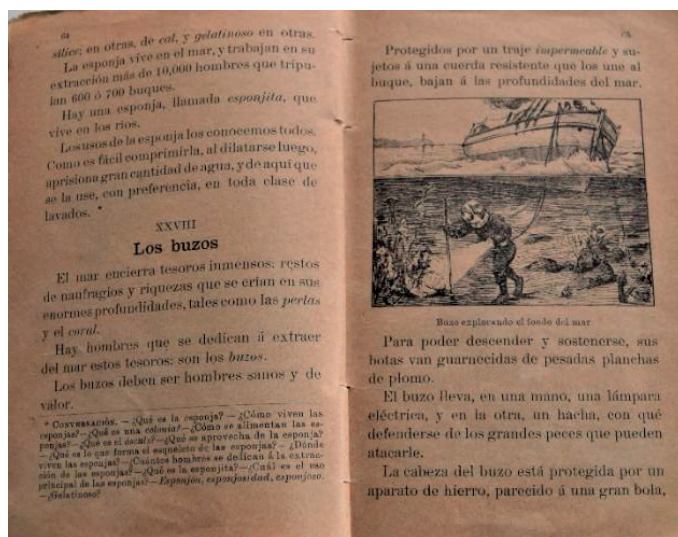 64
sílice; en otras, de cal, y gelatinoso en otras.
La esponja vive en el mar, y trabajan en su
extracción más de 10,000 hombres que tripu-
lan 600 ó 700 buques.
Hay una esponja, llamada esponjita, que
vive en los ríos.
Los usos de la esponja los conocemos todos.
Como es fácil comprimirla, al dilatarse luego,
aprisiona gran cantidad de agua, y de aquí que
se la use, con preferencia, en toda clase de
lavados. *
XXVIII
Los buzos
El mar encierra tesoros inmensos: restos
de naufragios y riquezas que se crían en sus
enormes profundidades, tales como las perlas
y el coral.
Hay hombres que se dedican á extraer
del mar estos tesoros: son los buzos.
Los buzos deben ser hombres sanos y de
valor.
* CONVERSACIÓN. — ¿Qué es la esponja? — ¿Cómo viven las
esponjas? — ¿Qué es una colonia? — ¿Cómo se alimentan las es-
ponjas? — ¿Qué es el ósculo? — ¿Qué se aprovecha de la esponja?
— ¿Qué es lo que forma el esqueleto de las esponjas? — ¿Dónde
viven las esponjas? — ¿Cuántos hombres se dedican á la extrac-
ción de las esponjas? — ¿Qué es la esponjita? — ¿Cuál es el uso
principal de las esponjas? — Esponjón, esponjosidad, esponjoso.
— ¿Gelatinoso?
Protegidos por un traje impermeable y su-
jetos á una cuerda resistente que los une al
buque, bajan á las profundidades del mar.
Buzo explorando el fondo del mar
Para poder descender y sostenerse, sus
botas van guarnecidas de pesadas planchas
de plomo.
El buzo lleva, en una mano, una lámpara
eléctrica, y en la otra, un hacha, con qué
defenderse de los grandes peces que pueden
atacarle.
La cabeza del buzo está protegida por un
aparato de hierro, parecido á una gran bola,